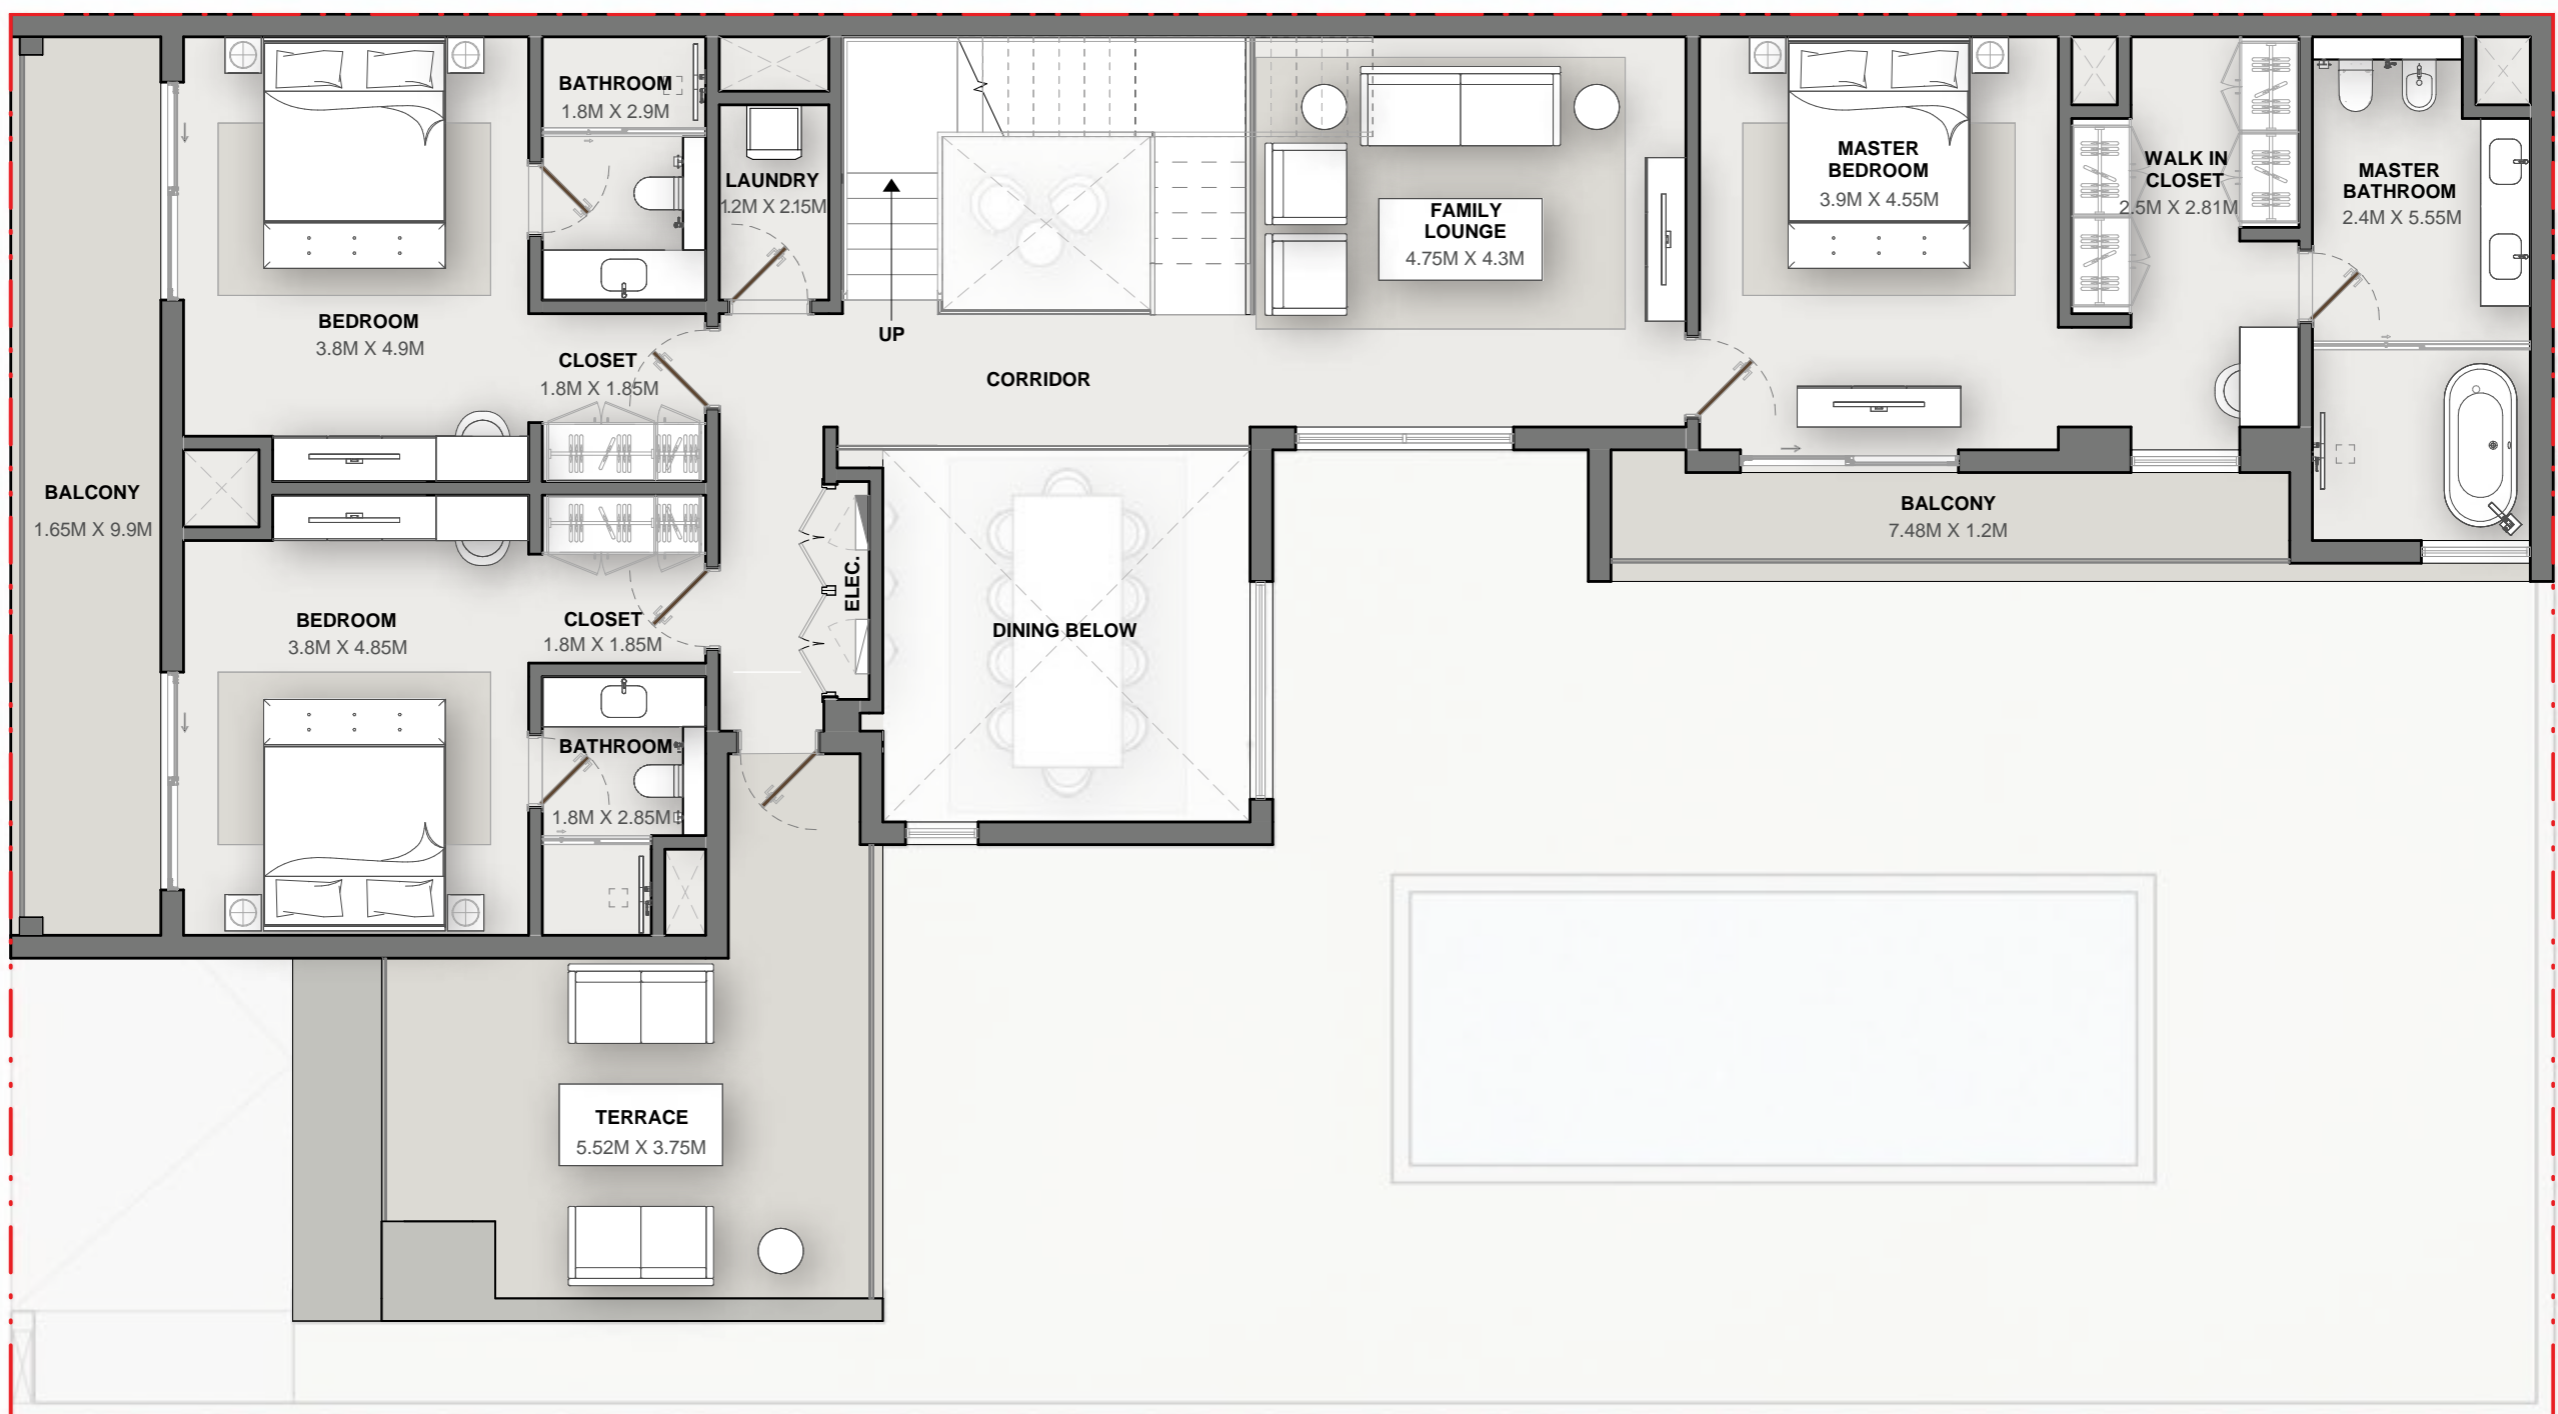 BATHROOM
1.8M X 2.9M
LAUNDRY
1.2M X 2.15M
BEDROOM
3.8M X 4.9M
CLOSET
1.8M X 1.85M
UP
CORRIDOR
FAMILY
LOUNGE
4.75M X 4.3M
MASTER
BEDROOM
3.9M X 4.55M
WALK IN
CLOSET
2.5M X 2.81M
MASTER
BATHROOM
2.4M X 5.55M
BALCONY
1.65M X 9.9M
BALCONY
7.48M X 1.2M
ELEC.
DINING BELOW
BEDROOM
3.8M X 4.85M
CLOSET
1.8M X 1.85M
BATHROOM
1.8M X 2.85M
TERRACE
5.52M X 3.75M